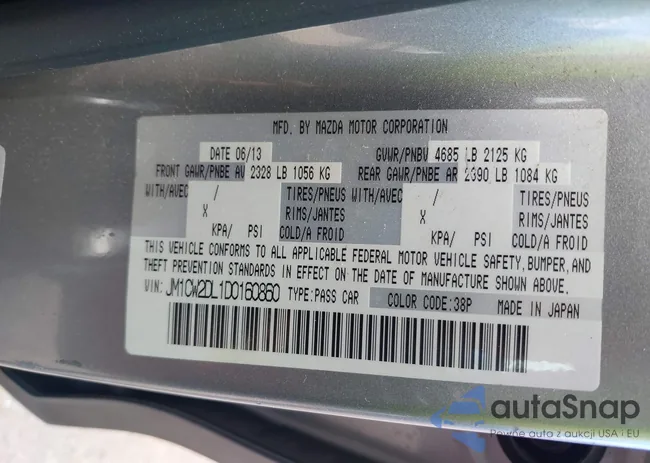 MFD. BY MAZDA MOTOR CORPORATION
DATE 06/13 GVWR/PNBV 4685 LB 2125 KG
FRONT GAWR/PNBE AV 2328 LB 1056 KG REAR GAWR/PNBE AR 2390 LB 1084 KG
WITH/AVEC / TIRES/PNEUS WITH/AVEC / TIRES/PNEUS
X RIMS/JANTES X RIMS/JANTES
KPA/ PSI COLD/A FROID KPA/ PSI COLD/A FROID
THIS VEHICLE CONFORMS TO ALL APPLICABLE FEDERAL MOTOR VEHICLE SAFETY, BUMPER, AND
THEFT PREVENTION STANDARDS IN EFFECT ON THE DATE OF MANUFACTURE SHOWN ABOVE.
VIN: JM1CW2DL1D0160860 TYPE:PASS CAR COLOR CODE:38P MADE IN JAPAN
autaSnap
Pewne auta z aukcji USA i EU